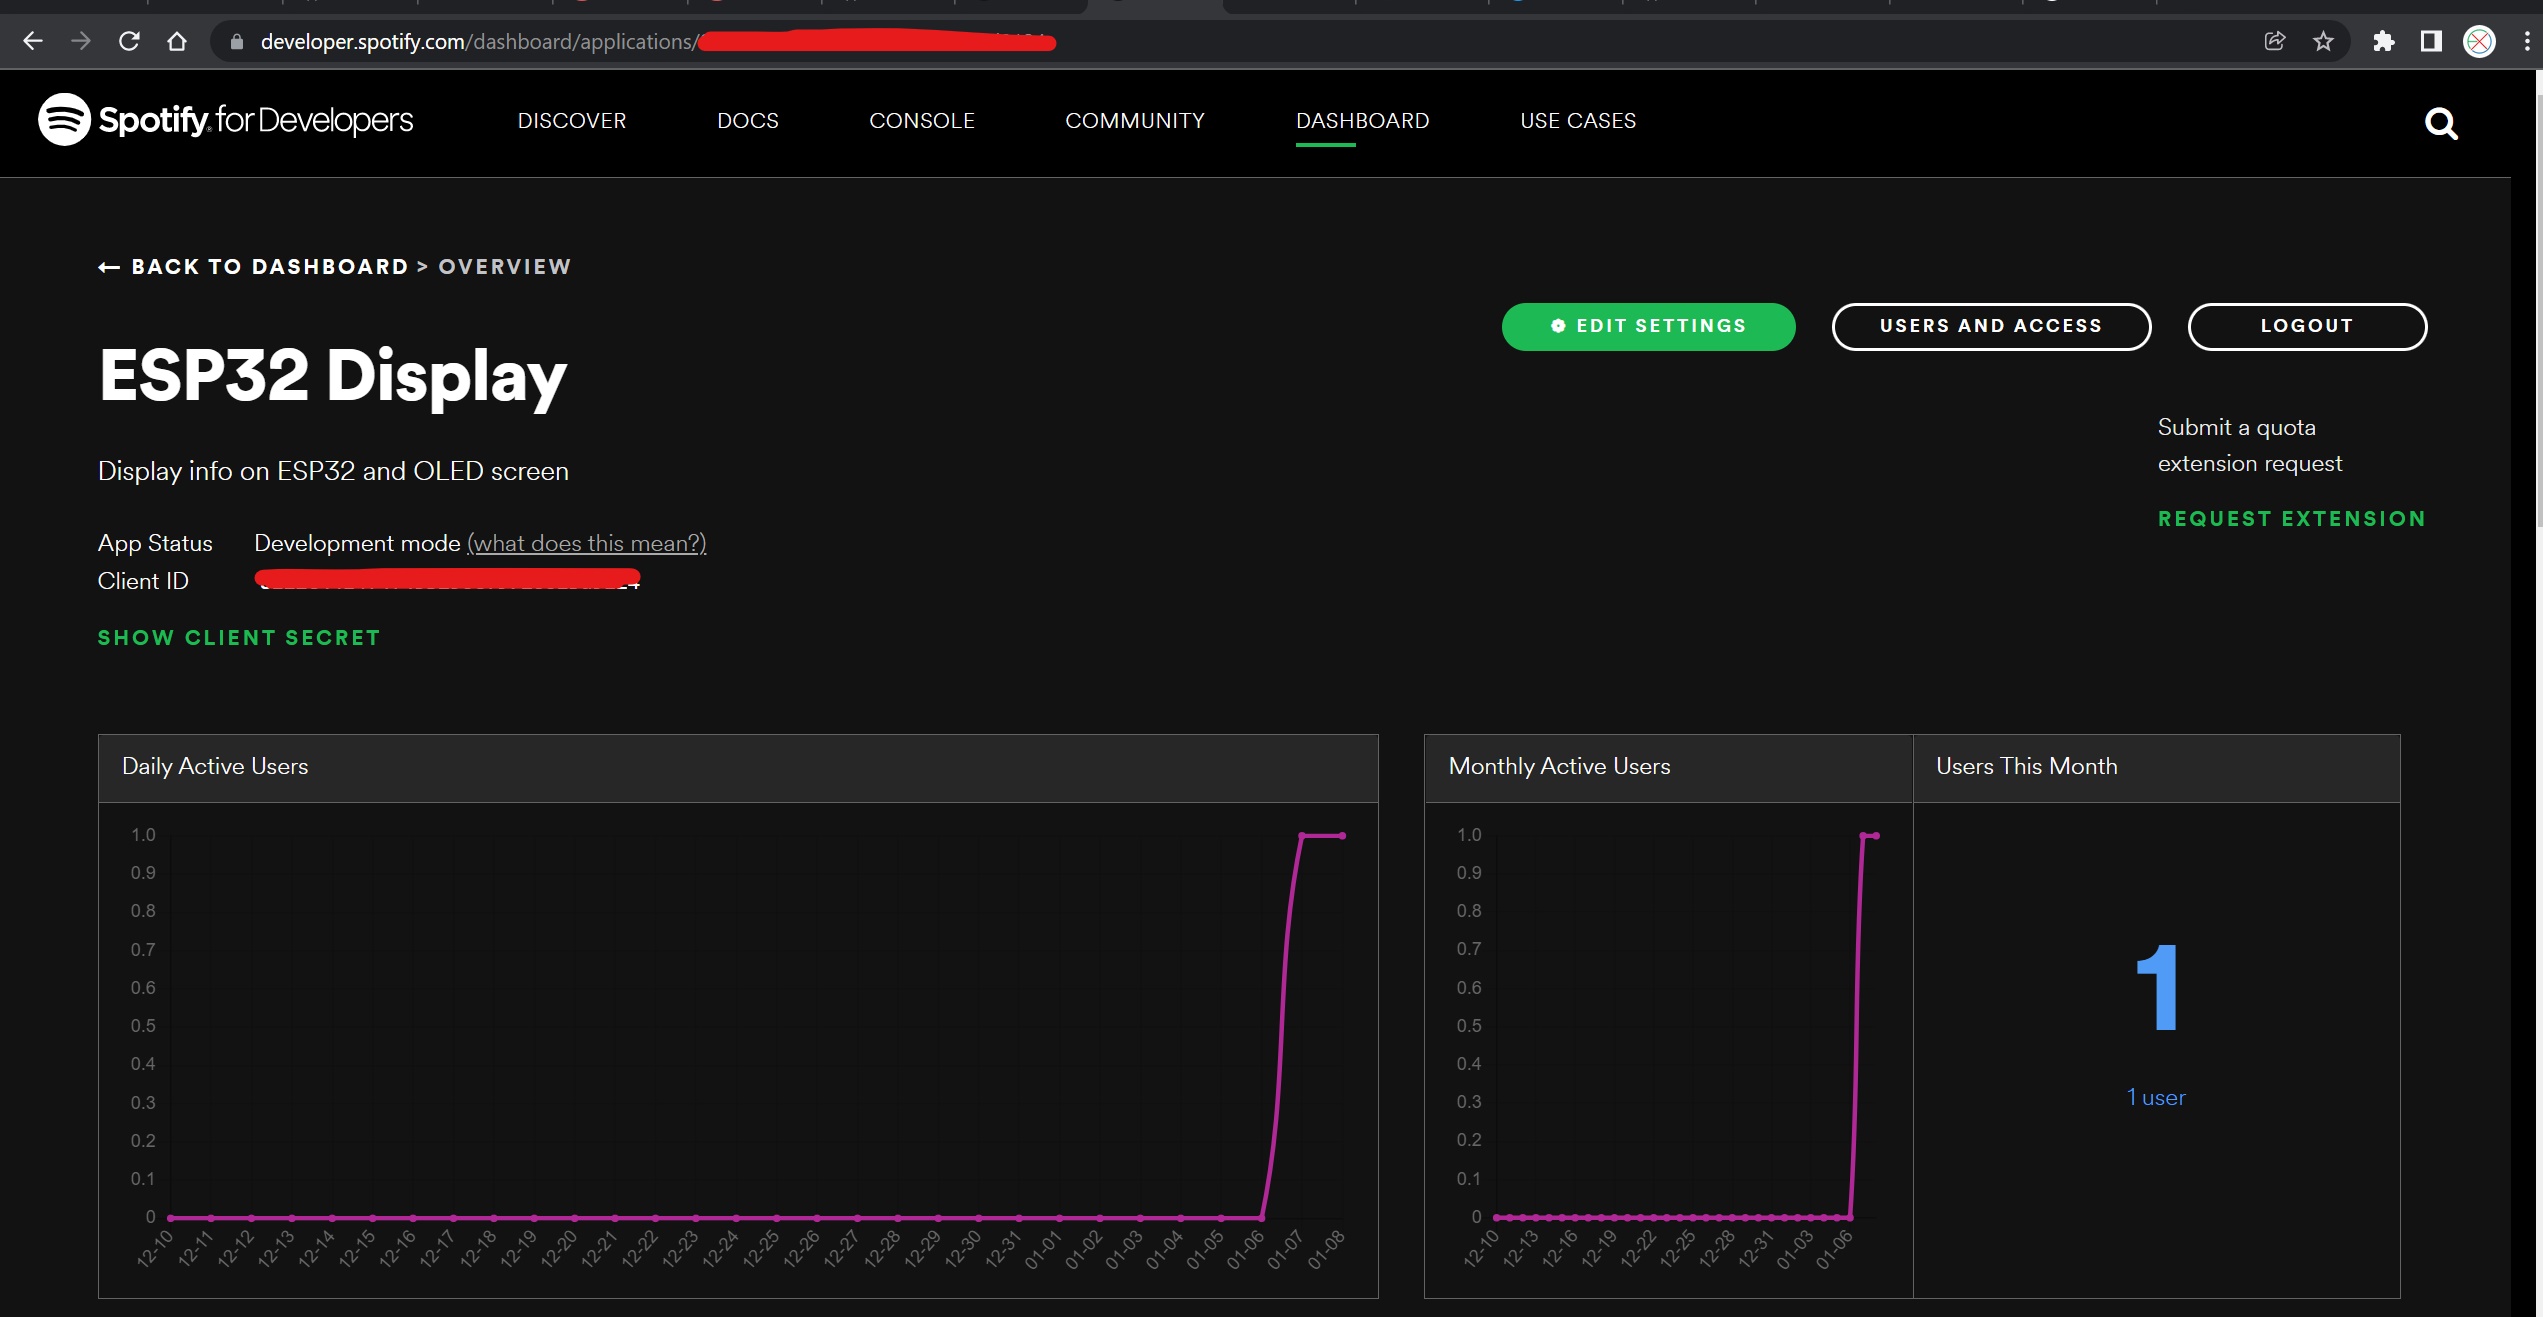 developer.spotify.com/dashboard/applications/
Spotify for Developers
DISCOVER
DOCS
CONSOLE
COMMUNITY
DASHBOARD
USE CASES
← BACK TO DASHBOARD > OVERVIEW
EDIT SETTINGS
USERS AND ACCESS
LOGOUT
ESP32 Display
Submit a quota
extension request
Display info on ESP32 and OLED screen
REQUEST EXTENSION
App Status Development mode (what does this mean?)
Client ID
SHOW CLIENT SECRET
Daily Active Users
1.0
0.9
0.8
0.7
0.6
0.5
0.4
0.3
0.2
0.1
0
12-10 12-11 12-12 12-13 12-14 12-15 12-16 12-17 12-18 12-19 12-20 12-21 12-22 12-23 12-24 12-25 12-26 12-27 12-28 12-29 12-30 12-31 01-01 01-02 01-03 01-04 01-05 01-06 01-07 01-08
Monthly Active Users
1.0
0.9
0.8
0.7
0.6
0.5
0.4
0.3
0.2
0.1
0
12-10 12-13 12-16 12-19 12-22 12-25 12-28 12-31 01-03 01-06
Users This Month
1
1 user